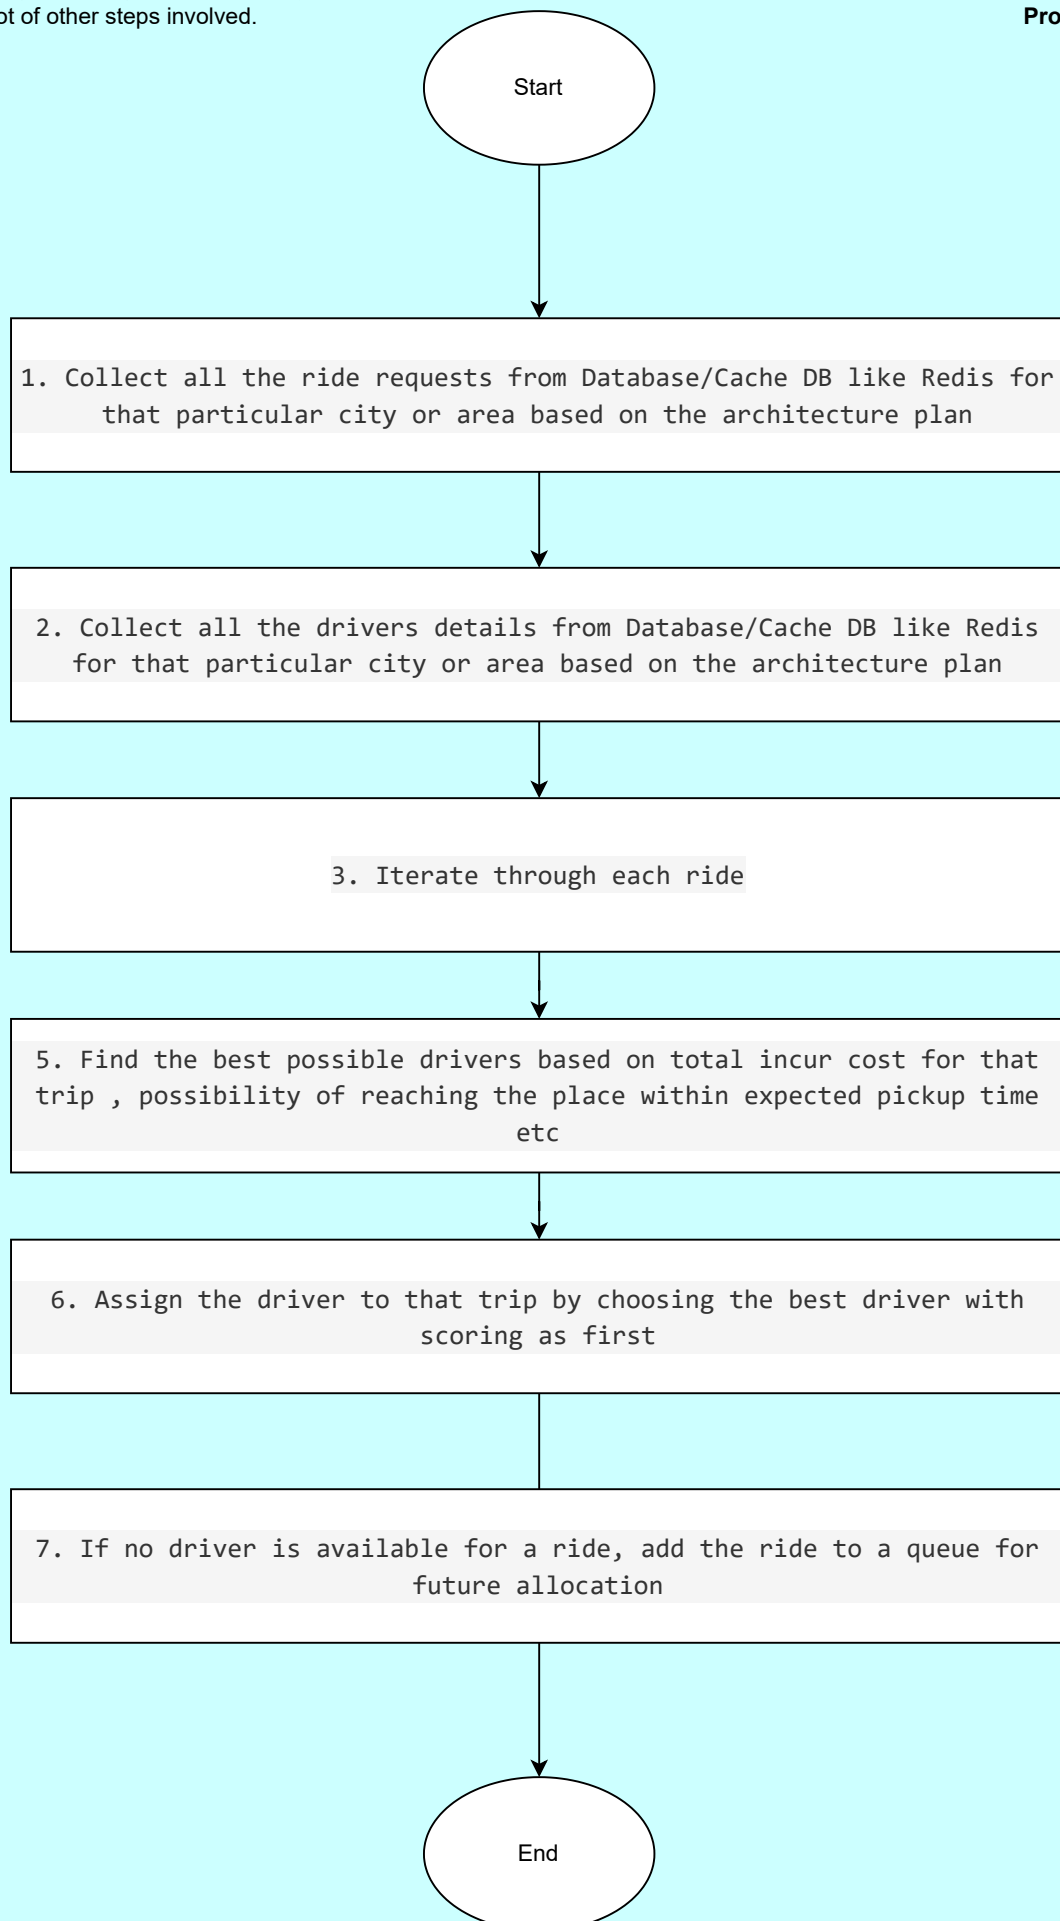 ot of other steps involved.
Pro
Start
1. Collect all the ride requests from Database/Cache DB like Redis for
that particular city or area based on the architecture plan
2. Collect all the drivers details from Database/Cache DB like Redis
for that particular city or area based on the architecture plan
3. Iterate through each ride
5. Find the best possible drivers based on total incur cost for that
trip , possibility of reaching the place within expected pickup time
etc
6. Assign the driver to that trip by choosing the best driver with
scoring as first
7. If no driver is available for a ride, add the ride to a queue for
future allocation
End